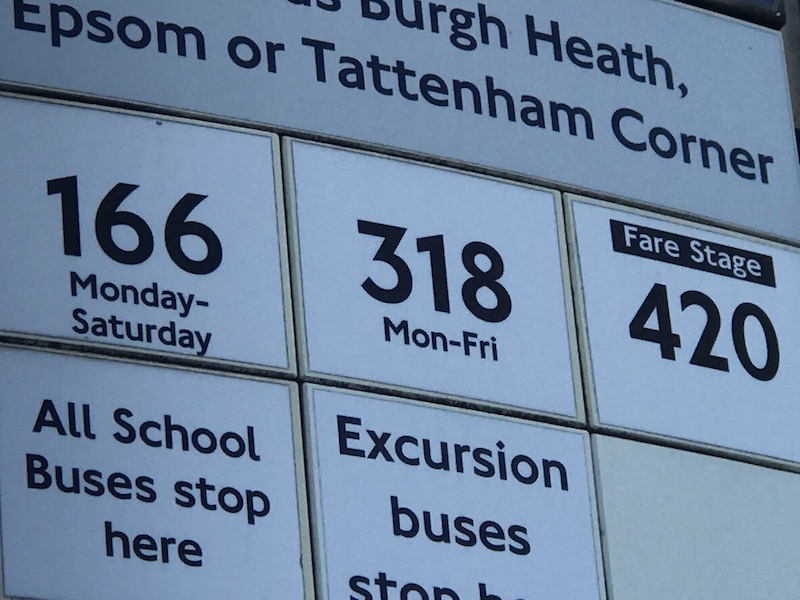 Burgh Heath,
Epsom or Tattenham Corner
166
Monday-
Saturday
318
Mon-Fri
Fare Stage
420
All School
Buses stop
here
Excursion
buses
stop